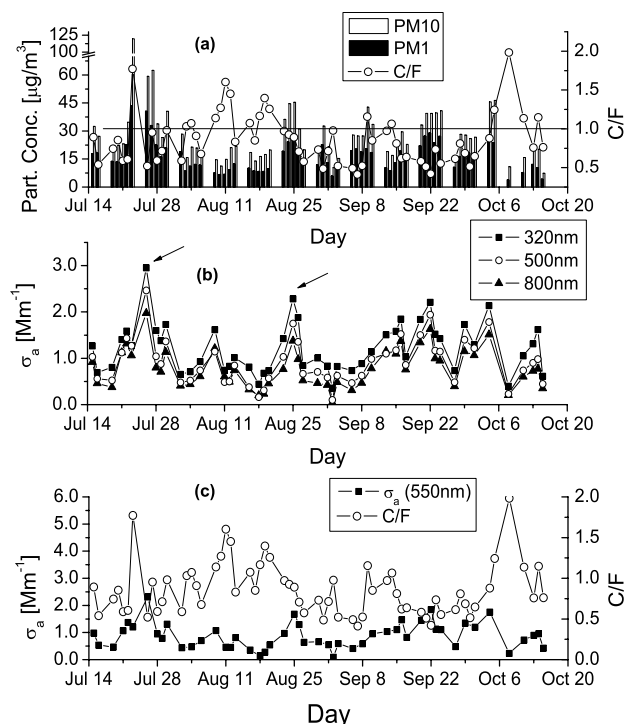 (a)
PM10
PM1
C/F
Part. Conc. [μg/m³]
125
100
75
60
45
30
15
0
2.0
1.5
1.0
0.5
C/F
Jul 14 Jul 28 Aug 11 Aug 25 Sep 8 Sep 22 Oct 6 Oct 20
Day
(b)
320nm
500nm
800nm
σa [Mm-1]
3.0
2.0
1.0
0.0
Jul 14 Jul 28 Aug 11 Aug 25 Sep 8 Sep 22 Oct 6 Oct 20
Day
(c)
σa (550nm)
C/F
σa [Mm-1]
6.0
5.0
4.0
3.0
2.0
1.0
0.0
2.0
1.5
1.0
0.5
0.0
C/F
Jul 14 Jul 28 Aug 11 Aug 25 Sep 8 Sep 22 Oct 6 Oct 20
Day